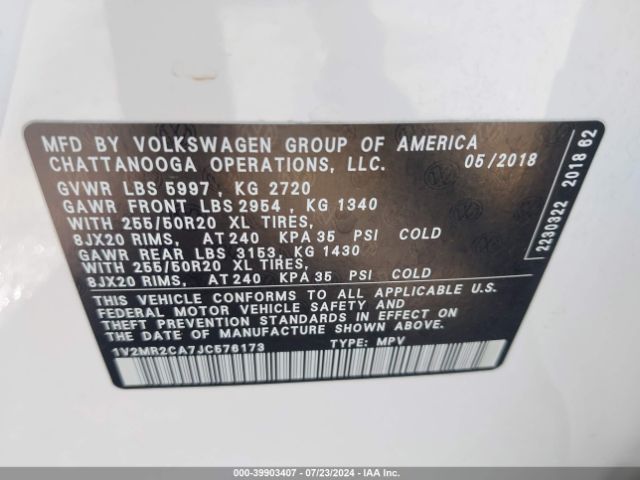 MFD BY VOLKSWAGEN GROUP OF AMERICA
CHATTANOOGA OPERATIONS, LLC. 05/2018
GVWR LBS 5997 , KG 2720
GAWR FRONT LBS 2954 , KG 1340
WITH 255/50R20 XL TIRES,
8JX20 RIMS, AT 240 KPA 35 PSI COLD
GAWR REAR LBS 3153, KG 1430
WITH 255/50R20 XL TIRES,
8JX20 RIMS, AT 240 KPA 35 PSI COLD
THIS VEHICLE CONFORMS TO ALL APPLICABLE U.S.
FEDERAL MOTOR VEHICLE SAFETY AND
THEFT PREVENTION STANDARDS IN EFFECT ON
THE DATE OF MANUFACTURE SHOWN ABOVE.
1V2MR2CA7JC576173 TYPE: MPV
2230322 2018 62
000-39903407 - 07/23/2024 - IAAI.COM